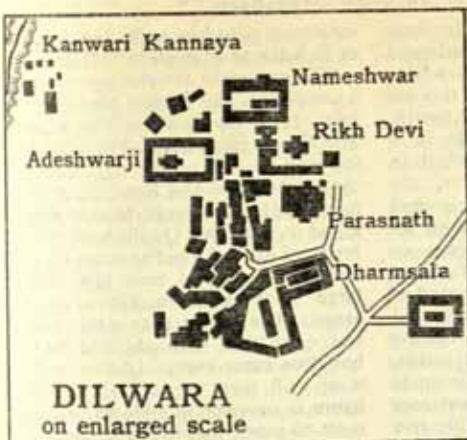 Kanwari Kannaya
Nameshwar
Rikh Devi
Adeshwarji
Parasnath
Dharmsala
DILWARA
on enlarged scale